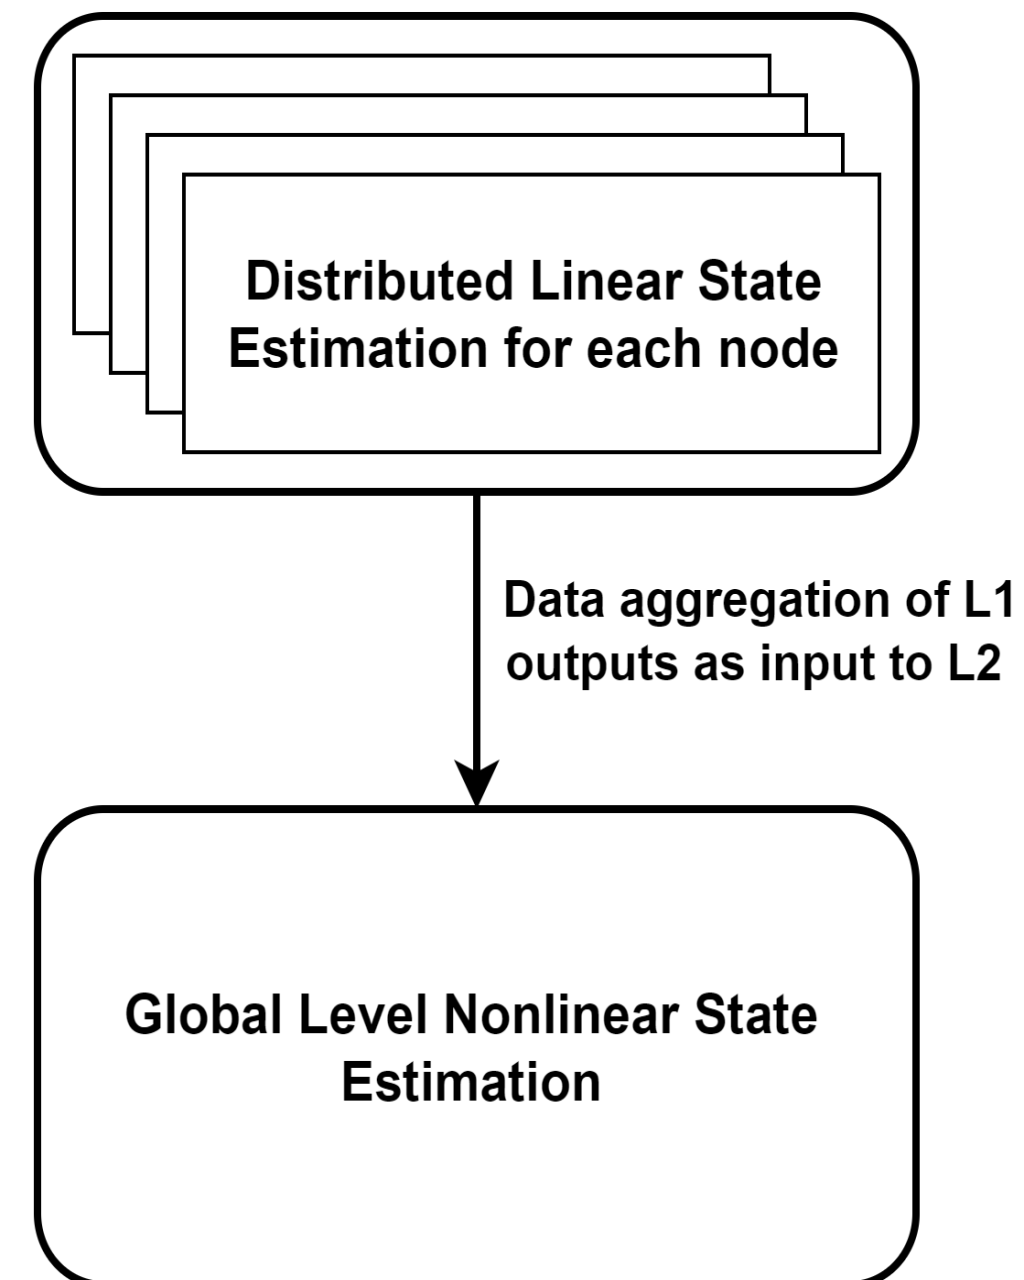 Distributed Linear State
Estimation for each node
Data aggregation of L1
outputs as input to L2
Global Level Nonlinear State
Estimation